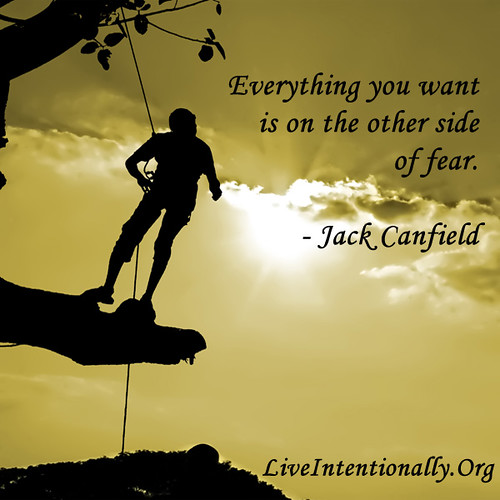 Everything you want
is on the other side
of fear.
- Jack Canfield
LiveIntentionally.Org